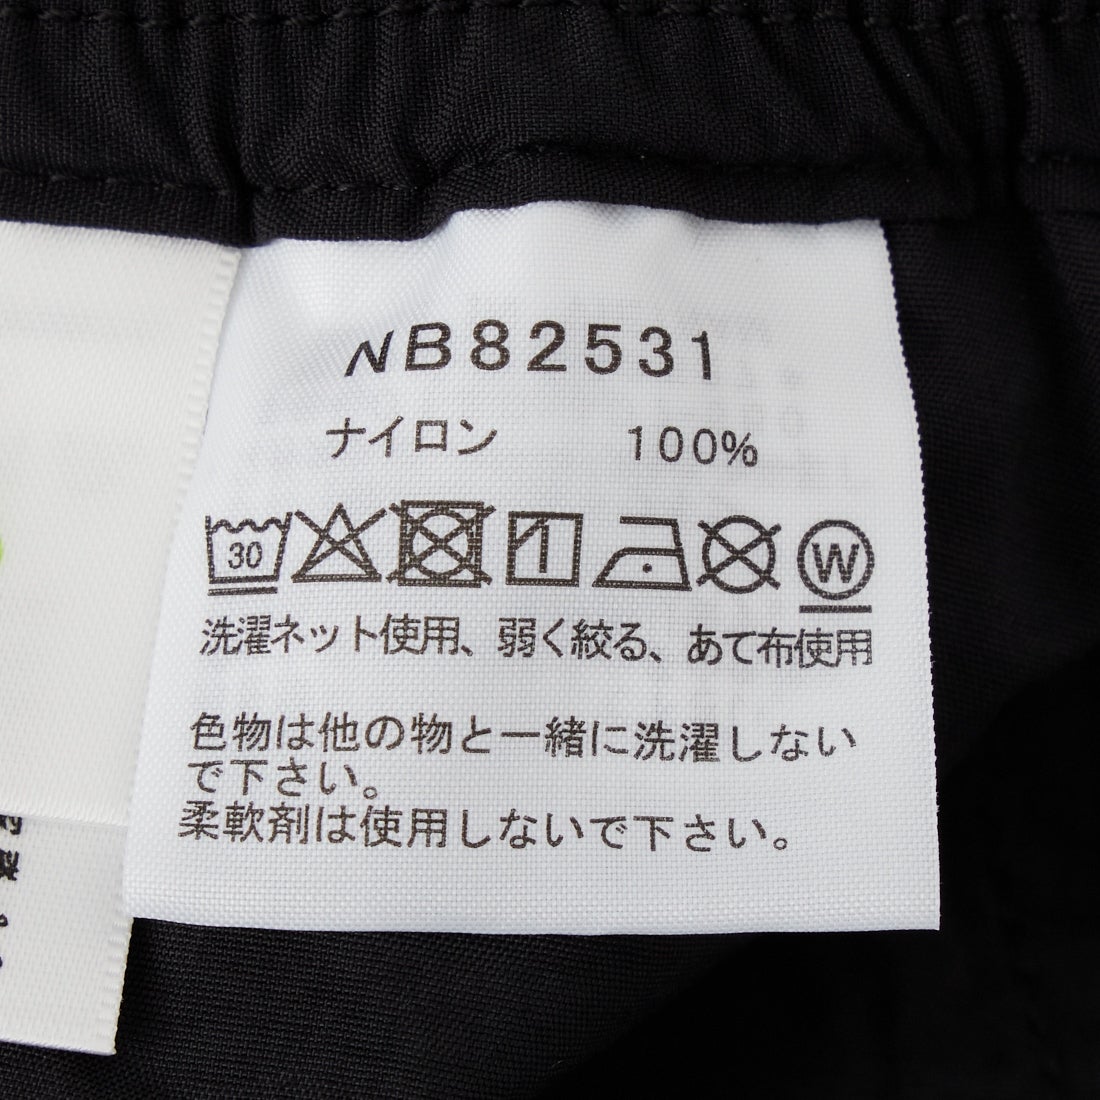 NB82531
ナイロン 100%
30 W
洗濯ネット使用、弱く絞る、あて布使用
色物は他の物と一緒に洗濯しない
で下さい。
柔軟剤は使用しないで下さい。